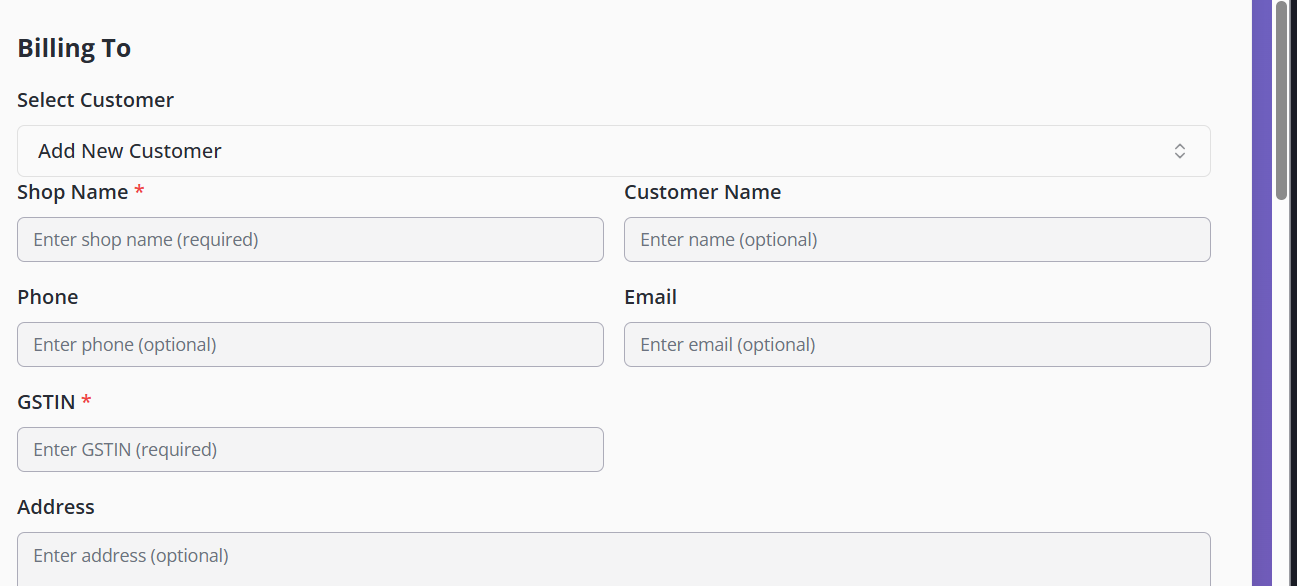 Billing To
Select Customer
Add New Customer
Shop Name *
Customer Name
Enter shop name (required)
Enter name (optional)
Phone
Email
Enter phone (optional)
Enter email (optional)
GSTIN *
Enter GSTIN (required)
Address
Enter address (optional)